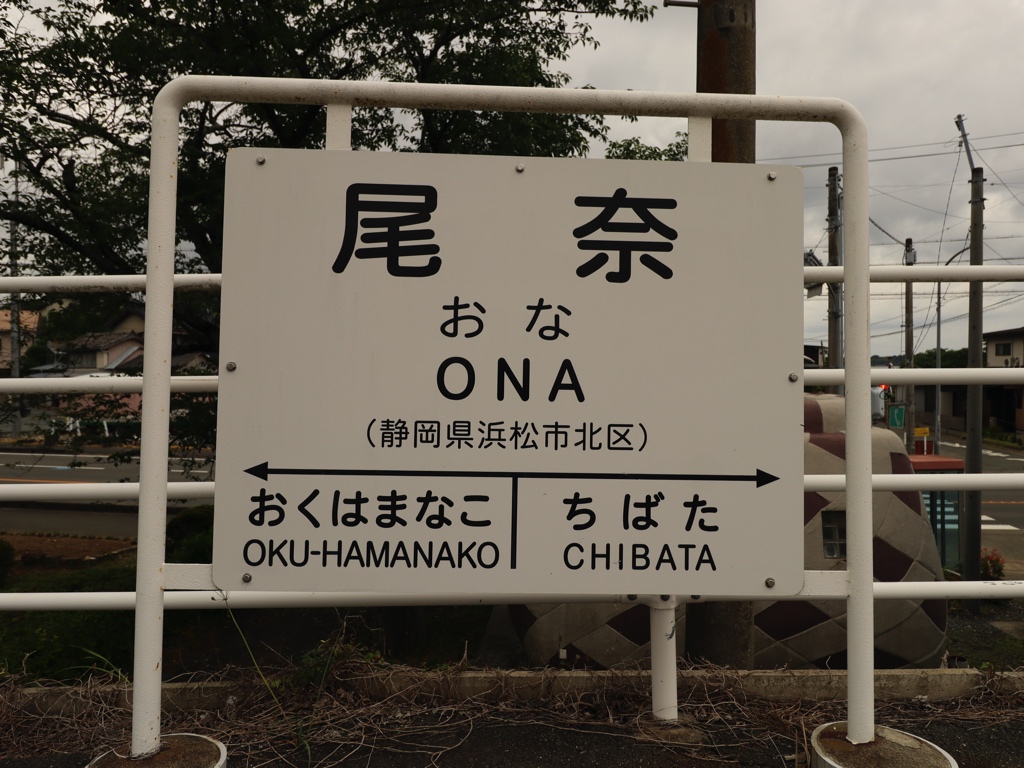 尾奈
おな
ONA
（静岡県浜松市北区）
おくはまなこ ちばた
OKU-HAMANAKO CHIBATA